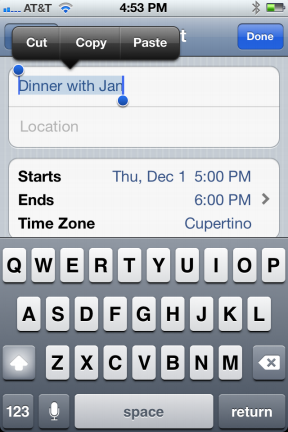 AT&T 4:53 PM
Cut Copy Paste
t Done
Dinner with Jan
Location
Starts Thu, Dec 1 5:00 PM
Ends 6:00 PM
Time Zone Cupertino
Q W E R T Y U I O P
A S D F G H J K L
Z X C V B N M
123 space return